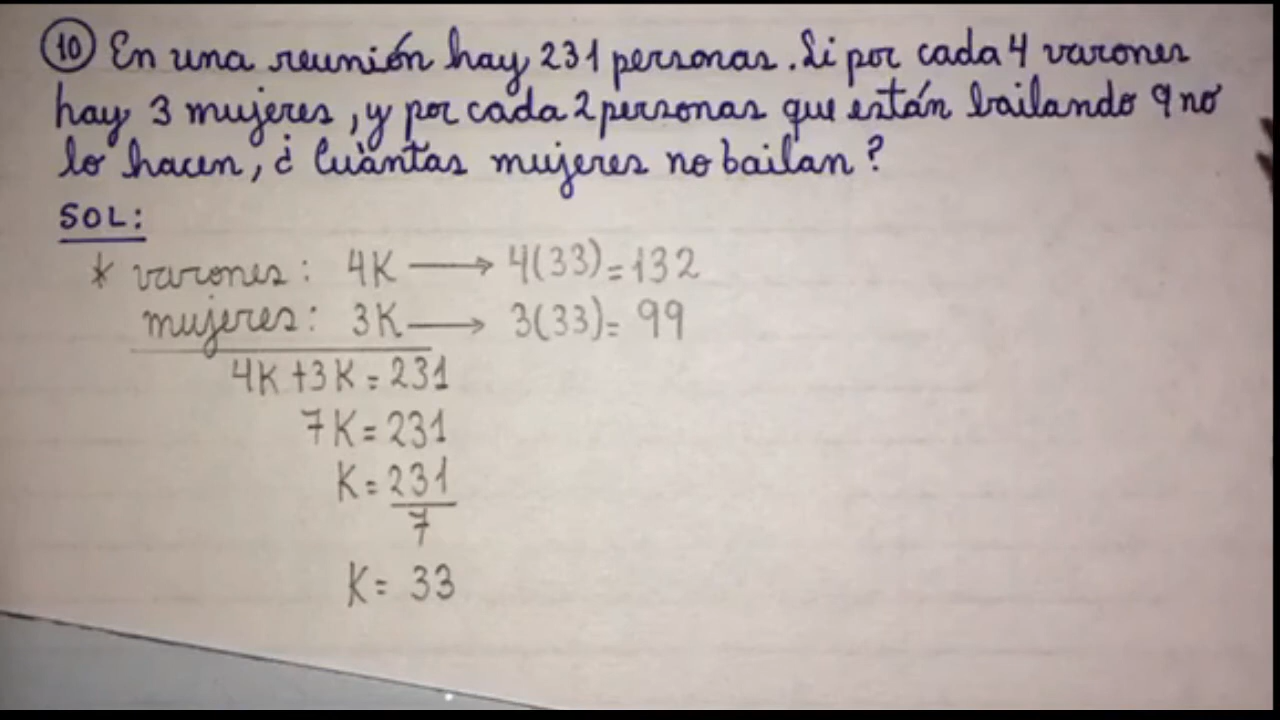 10 En una reunión hay 231 personas. Si por cada 4 varones
hay 3 mujeres, y por cada 2 personas que están bailando 9 no
lo hacen, ¿ Cuàntas mujeres no bailan?
SOL:
* varones: 4K → 4(33)=132
mujeres: 3K → 3(33)= 99
4K+3K=231
7K=231
K=231
7
K= 33